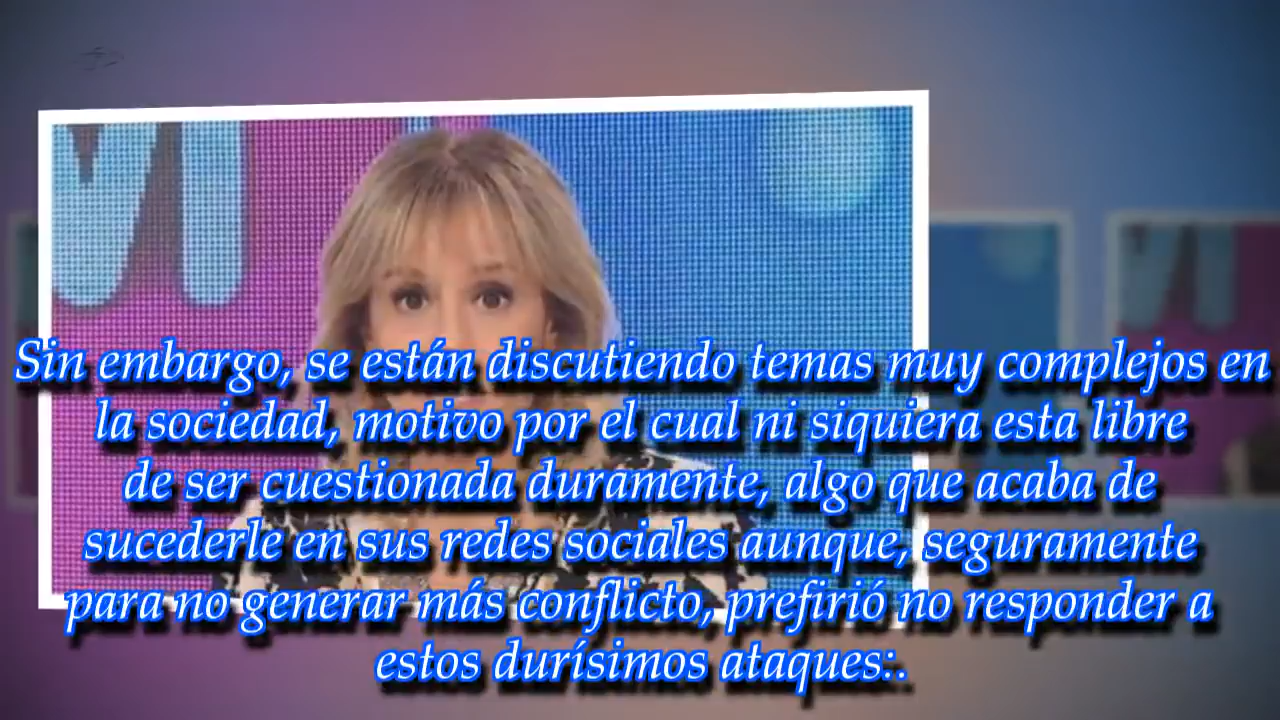 Sin embargo, se están discutiendo temas muy complejos en
la sociedad, motivo por el cual ni siquiera esta libre
de ser cuestionada duramente, algo que acaba de
sucederle en sus redes sociales aunque, seguramente
para no generar más conflicto, prefirió no responder a
estos durísimos ataques:.